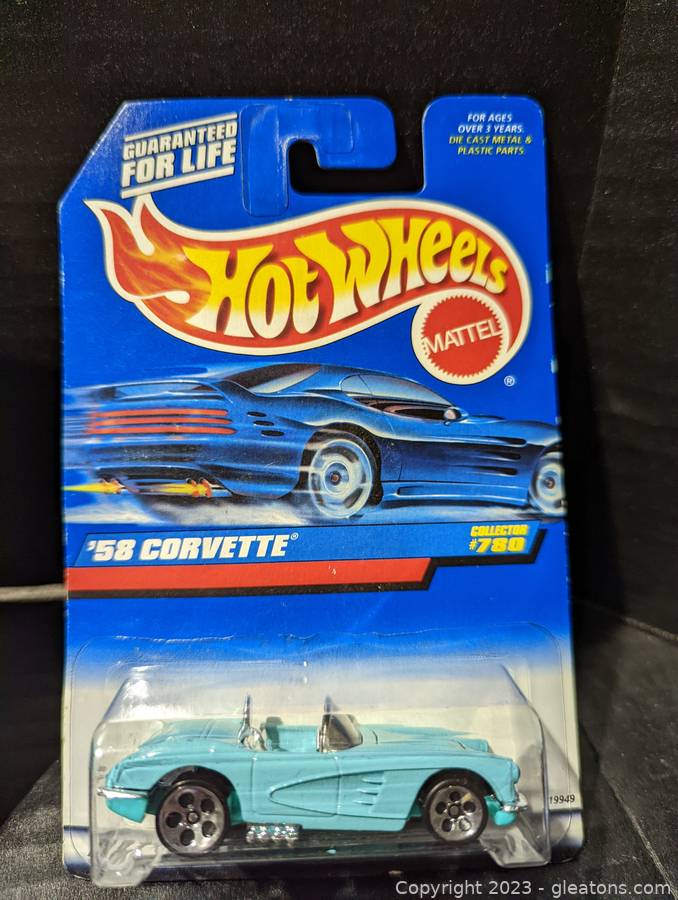 GUARANTEED
FOR LIFE
FOR AGES
OVER 3 YEARS.
DIE CAST METAL &
PLASTIC PARTS.
HOT WHEELS
MATTEL
®
'58 CORVETTE®
COLLECTOR
#780
19949
Copyright 2023 - gleatons.com